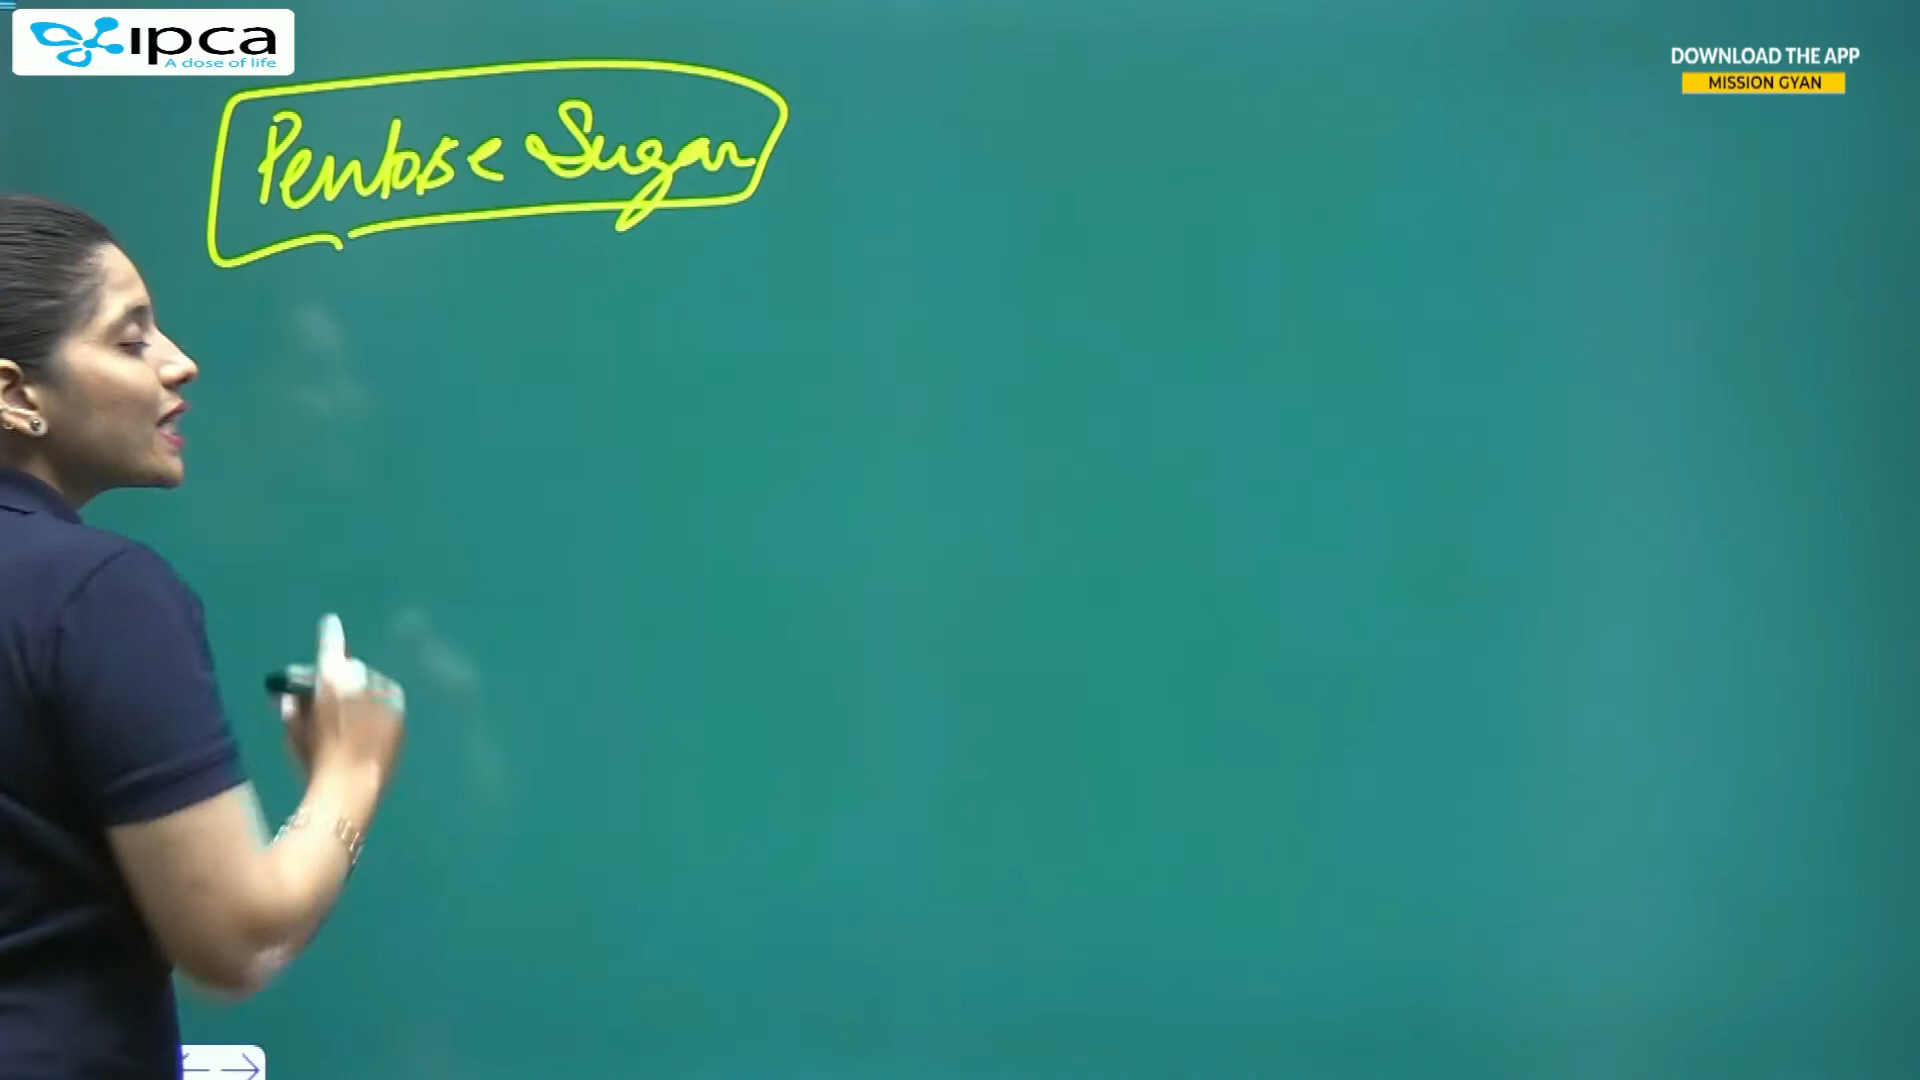 ipca
A dose of life
DOWNLOAD THE APP
MISSION GYAN
Pentose Sugar